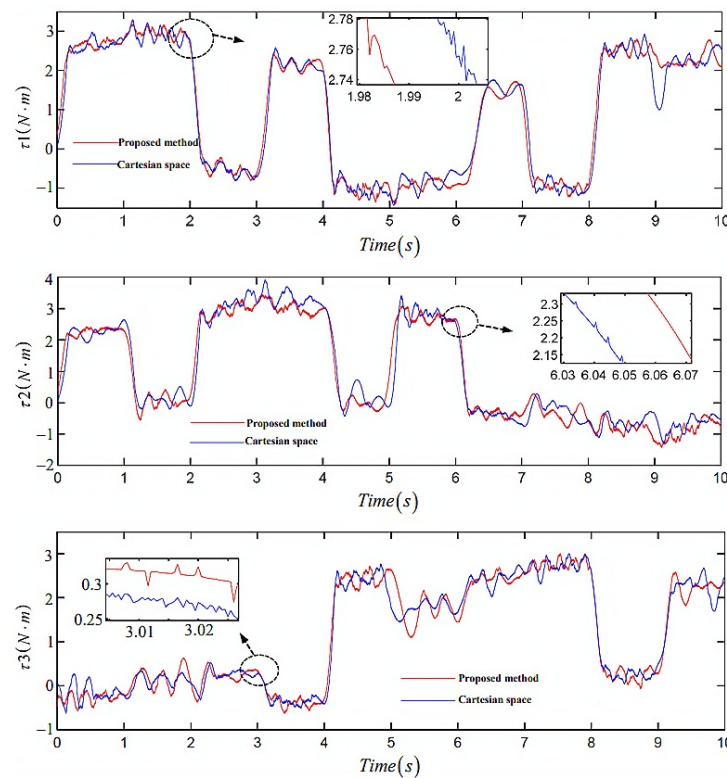 3
2
1
0
−1
τ1(N·m)
2.78
2.76
2.74
1.98
1.99
2
Proposed method
Cartesian space
0 1 2 3 4 5 6 7 8 9 10
Time(s)
4
3
2
1
0
−1
−2
τ2(N·m)
2.3
2.25
2.2
2.15
6.03 6.04 6.05 6.06 6.07
Proposed method
Cartesian space
0 1 2 3 4 5 6 7 8 9 10
Time(s)
3
2
1
0
−1
τ3(N·m)
0.3
0.25
3.01 3.02
Proposed method
Cartesian space
0 1 2 3 4 5 6 7 8 9 10
Time(s)